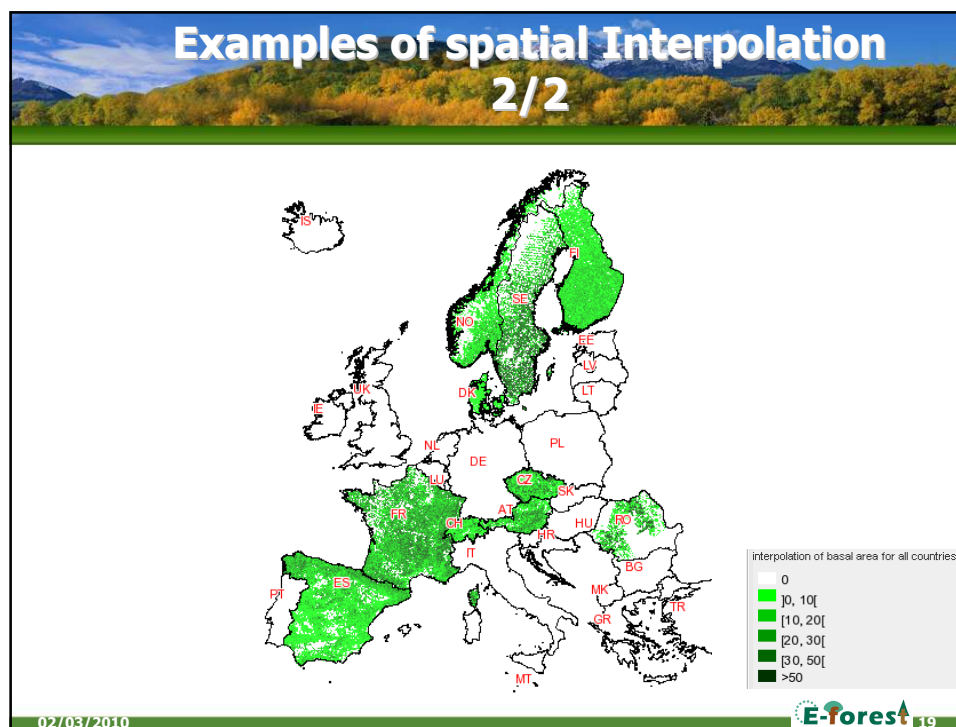 Examples of spatial Interpolation
2/2
IS
FI
SE
NO
EE
LV
LT
DK
UK
IE
NL
PL
DE
LU
CZ
SK
FR
CH
AT
HU
RO
HR
IT
BG
ES
PT
MK
TR
GR
MT
interpolation of basal area for all countries
0
]0, 10[
[10, 20[
[20, 30[
[30, 50[
>50
02/03/2010
E-forest
19